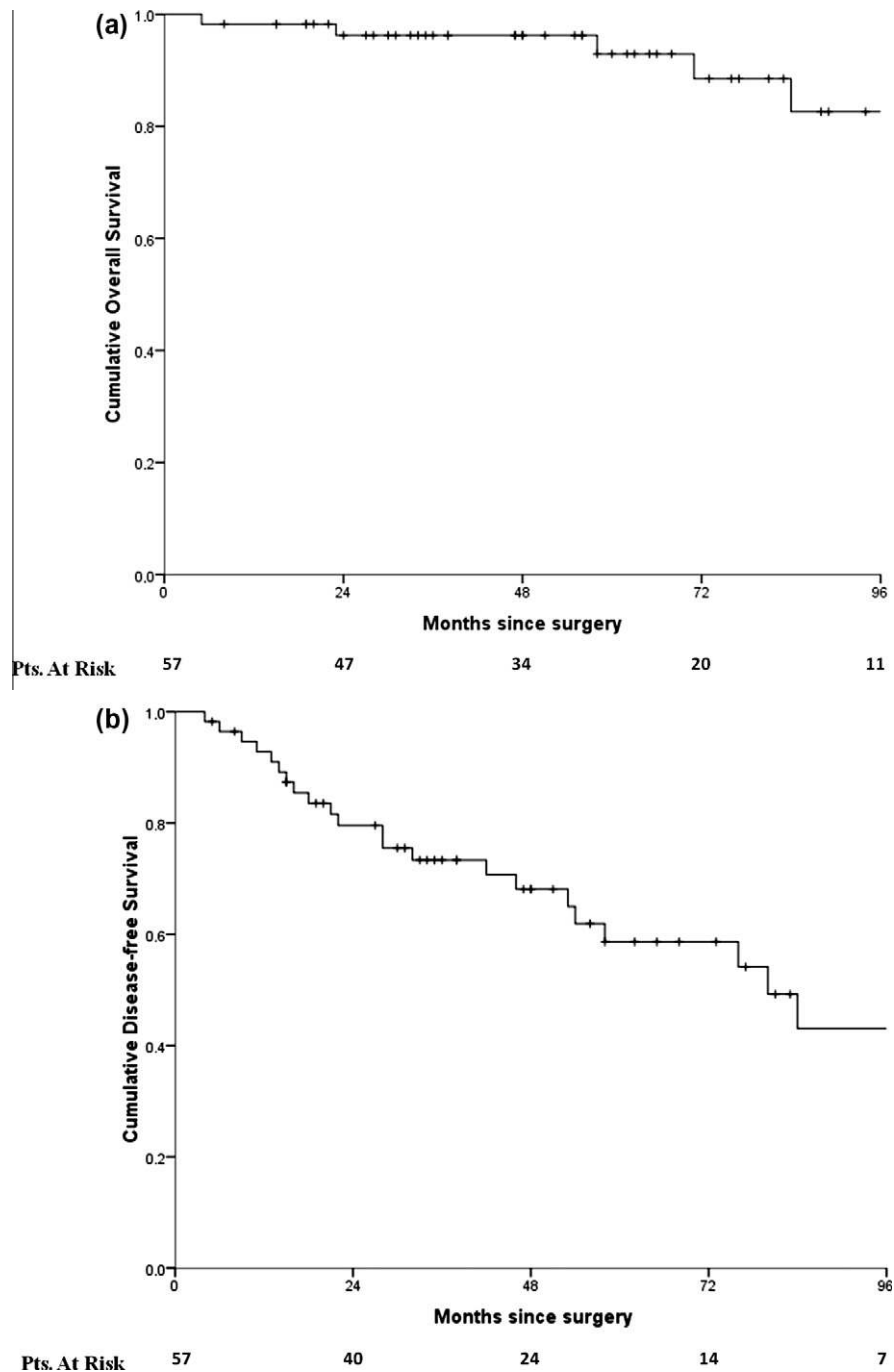 (a)
1.0
0.8
0.6
0.4
0.2
0.0
Cumulative Overall Survival
0 24 48 72 96
Months since surgery
Pts. At Risk 57 47 34 20 11
(b)
1.0
0.8
0.6
0.4
0.2
0.0
Cumulative Disease-free Survival
0 24 48 72 96
Months since surgery
Pts. At Risk 57 40 24 14 7